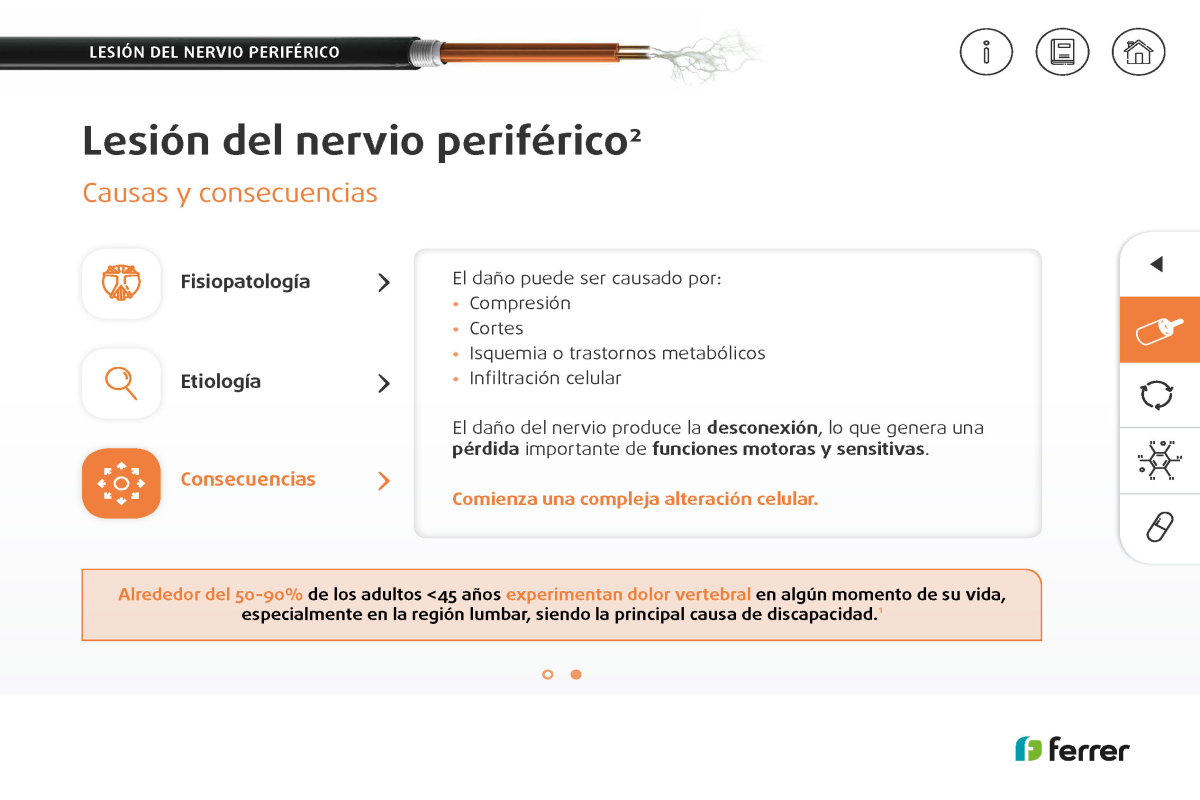 LESIÓN DEL NERVIO PERIFÉRICO
Lesión del nervio periférico²
Causas y consecuencias
Fisiopatología
Etiología
Consecuencias
El daño puede ser causado por:
• Compresión
• Cortes
• Isquemia o trastornos metabólicos
• Infiltración celular
El daño del nervio produce la desconexión, lo que genera una
pérdida importante de funciones motoras y sensitivas.
Comienza una compleja alteración celular.
Alrededor del 50-90% de los adultos <45 años experimentan dolor vertebral en algún momento de su vida,
especialmente en la región lumbar, siendo la principal causa de discapacidad.¹
ferrer